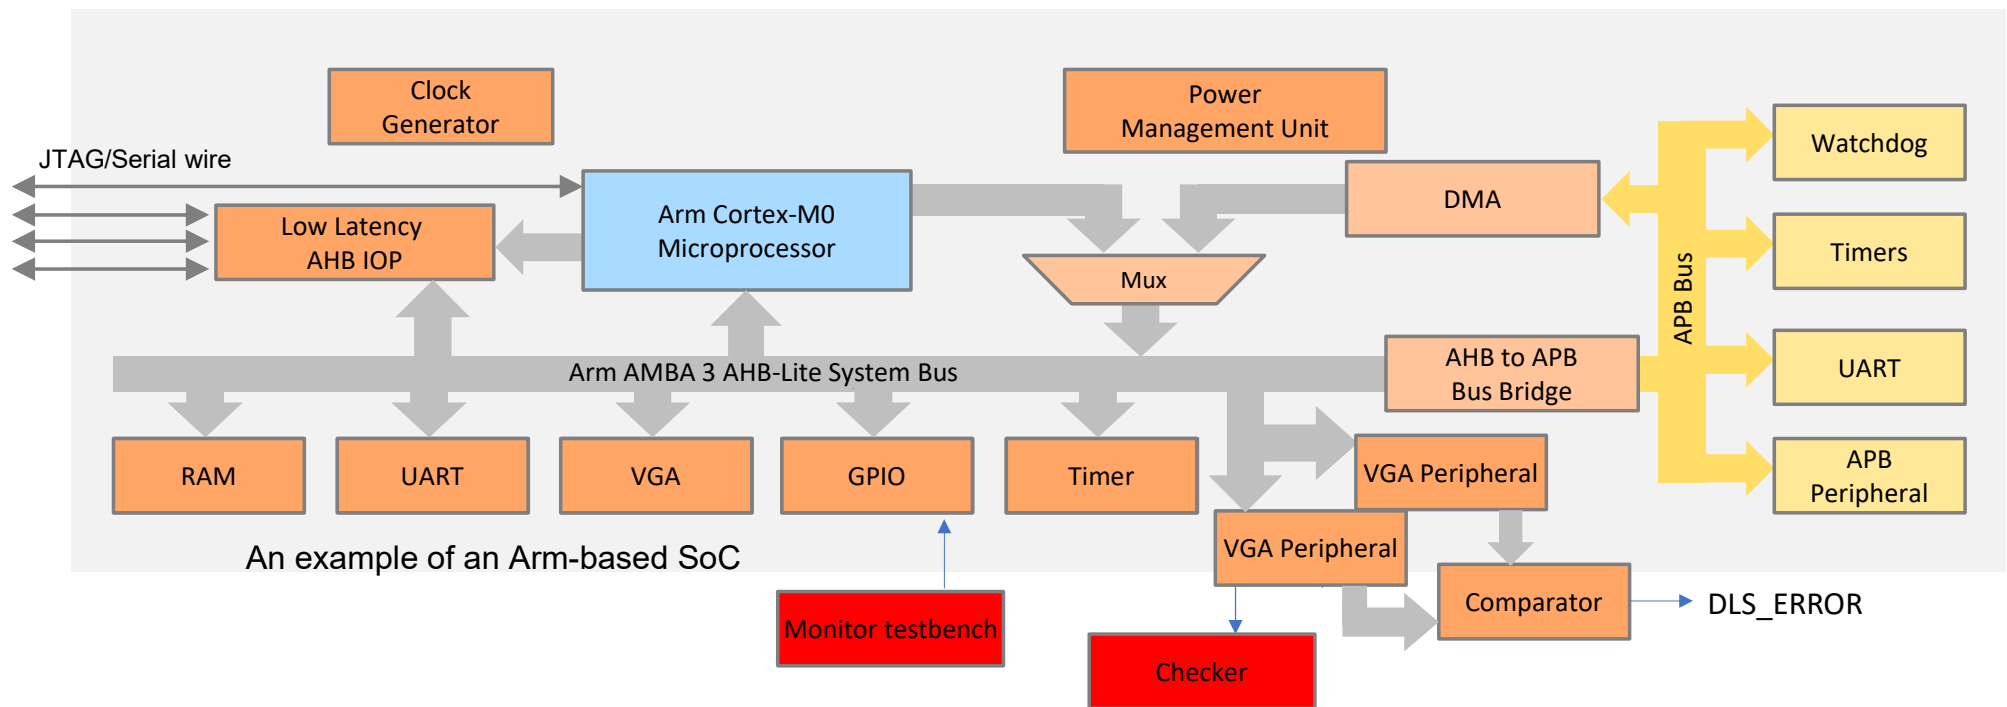 Clock
Generator
Power
Management Unit
JTAG/Serial wire
Watchdog
Arm Cortex-M0
Microprocessor
DMA
Low Latency
AHB IOP
Timers
Mux
APB Bus
Arm AMBA 3 AHB-Lite System Bus
AHB to APB
Bus Bridge
UART
RAM
UART
VGA
GPIO
Timer
VGA Peripheral
APB
Peripheral
An example of an Arm-based SoC
VGA Peripheral
Comparator
DLS_ERROR
Monitor testbench
Checker